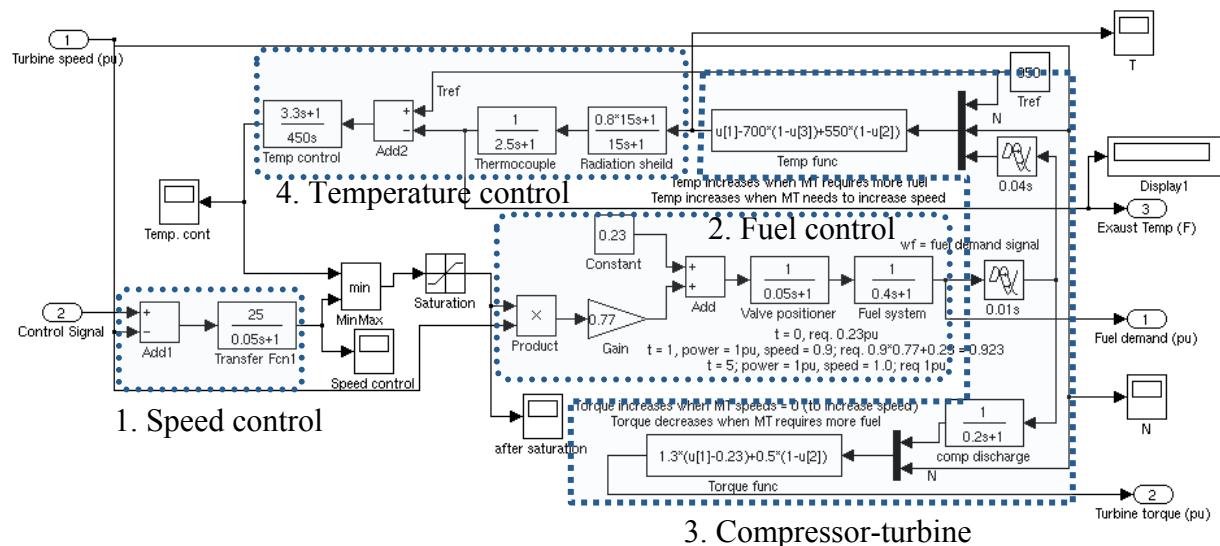 1
Turbine speed (pu)
T
950
Tref
Tref
3.3s+1
450s
Temp control
+
−
Add2
1
2.5s+1
Thermocouple
0.8*15s+1
15s+1
Radiation sheild
u[1]-700*(1-u[3])+550*(1-u[2])
Temp func
N
0.04s
Display1
4. Temperature control
Temp increases when MT requires more fuel
Temp increases when MT needs to increase speed
3
Exaust Temp (F)
Temp. cont
2. Fuel control
0.23
Constant
wf = fuel demand signal
min
MinMax
Saturation
2
Control Signal
+
−
Add1
25
0.05s+1
Transfer Fcn1
Speed control
×
Product
0.77
Gain
+
+
Add
1
0.05s+1
Valve positioner
1
0.4s+1
Fuel system
0.01s
1
Fuel demand (pu)
t = 0, req. 0.23pu
t = 1, power = 1pu, speed = 0.9; req. 0.9*0.77+0.23 = 0.923
t = 5; power = 1pu, speed = 1.0; req 1pu
1. Speed control
after saturation
Torque increases when MT speeds = 0 (to increase speed)
Torque decreases when MT requires more fuel
1.3*(u[1]-0.23)+0.5*(1-u[2])
Torque func
N
1
0.2s+1
comp discharge
N
2
Turbine torque (pu)
3. Compressor-turbine